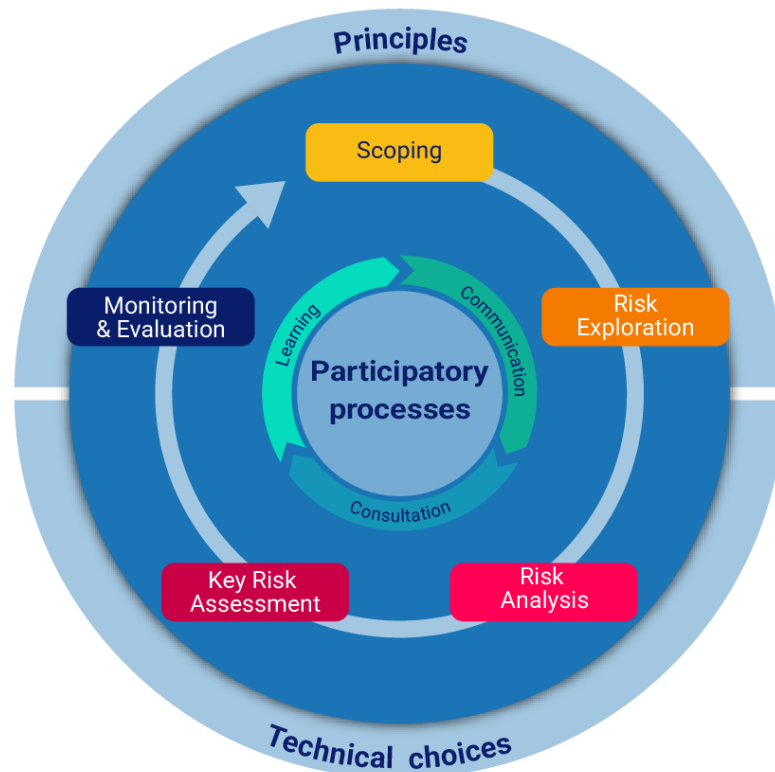 Principles
Scoping
Risk
Exploration
Risk
Analysis
Key Risk
Assessment
Monitoring
& Evaluation
Communication
Consultation
Learning
Participatory
processes
Technical choices